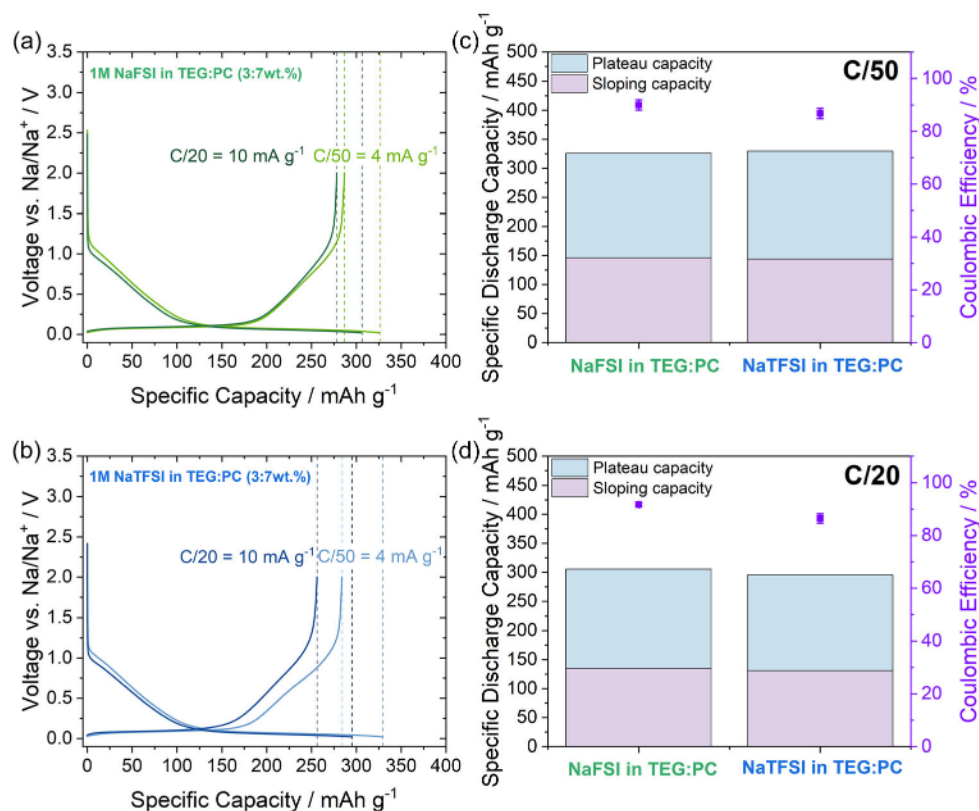 (a)
3.5
3.0
2.5
2.0
1.5
1.0
0.5
0.0
Voltage vs. Na/Na⁺ / V
1M NaFSI in TEG:PC (3:7wt.%)
C/20 = 10 mA g⁻¹
C/50 = 4 mA g⁻¹
0 50 100 150 200 250 300 350 400
Specific Capacity / mAh g⁻¹
(c)
500
450
400
350
300
250
200
150
100
50
0
Specific Discharge Capacity / mAh g⁻¹
Plateau capacity
Sloping capacity
C/50
100
80
60
40
20
0
Coulombic Efficiency / %
NaFSI in TEG:PC NaTFSI in TEG:PC
(b)
3.5
3.0
2.5
2.0
1.5
1.0
0.5
0.0
Voltage vs. Na/Na⁺ / V
1M NaTFSI in TEG:PC (3:7wt.%)
C/20 = 10 mA g⁻¹
C/50 = 4 mA g⁻¹
0 50 100 150 200 250 300 350 400
Specific Capacity / mAh g⁻¹
(d)
500
450
400
350
300
250
200
150
100
50
0
Specific Discharge Capacity / mAh g⁻¹
Plateau capacity
Sloping capacity
C/20
100
80
60
40
20
0
Coulombic Efficiency / %
NaFSI in TEG:PC NaTFSI in TEG:PC